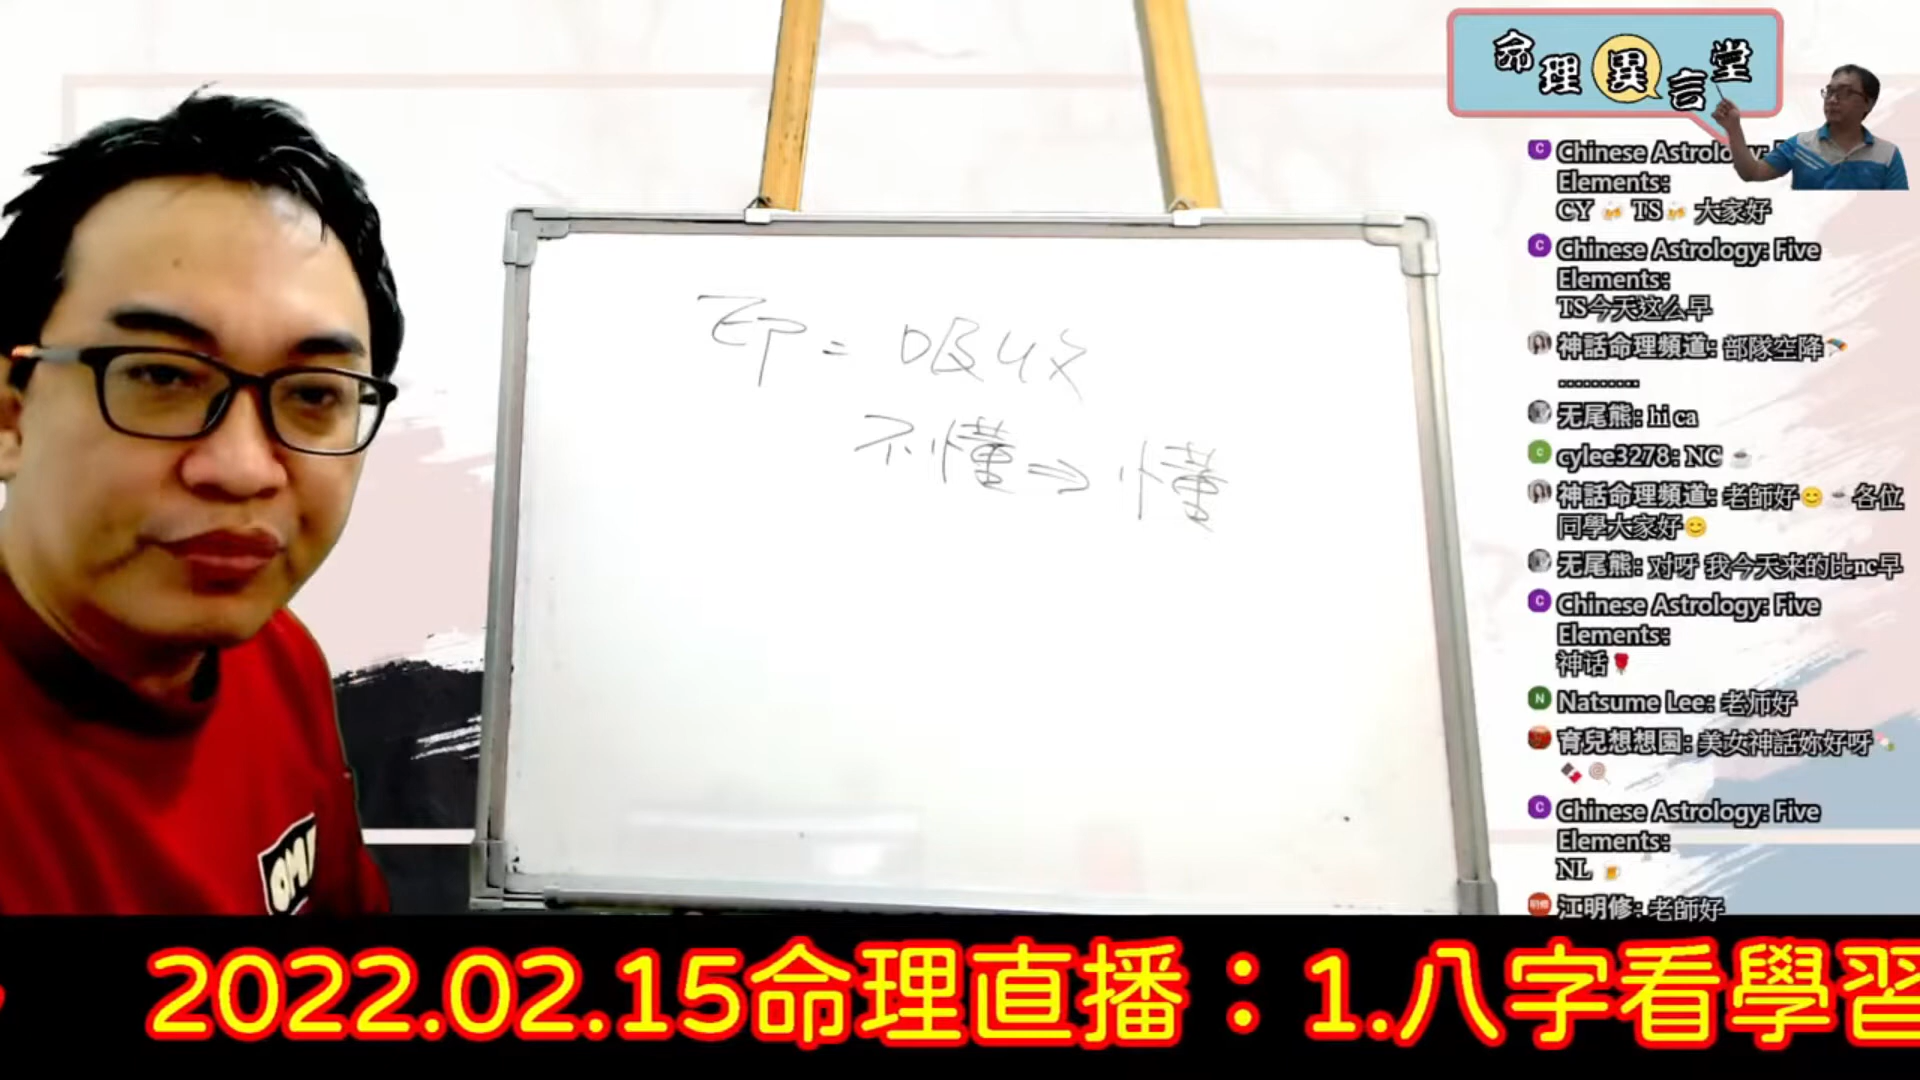 命理異言堂
Chinese Astrology: F
Elements:
CY 🍻 TS🍻 大家好
Chinese Astrology: Five
Elements:
TS今天这么早
神話命理頻道: 部隊空降🪂
..........
无尾熊: hi ca
cylee3278: NC ☕
神話命理頻道: 老師好😊☕各位
同學大家好😊
无尾熊: 对呀 我今天来的比nc早
Chinese Astrology: Five
Elements:
神话🌹
Natsume Lee: 老师好
育兒想想園: 美女神話妳好呀🍡
🍫🍭
Chinese Astrology: Five
Elements:
NL 🍺
江明修: 老師好
不懂⇒懂
2022.02.15命理直播：1.八字看學習